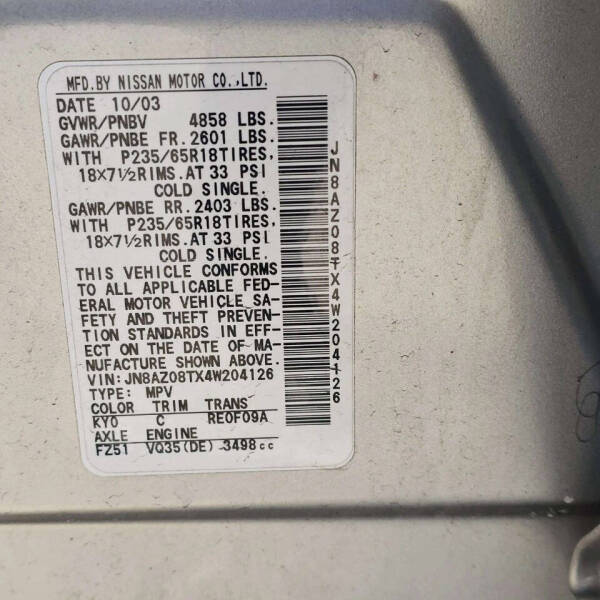 MFD.BY NISSAN MOTOR CO.,LTD.
DATE 10/03
GVWR/PNBV 4858 LBS.
GAWR/PNBE FR.2601 LBS.
WITH P235/65R18TIRES,
18×7½RIMS.AT 33 PSI
COLD SINGLE.
GAWR/PNBE RR.2403 LBS.
WITH P235/65R18TIRES,
18×7½RIMS.AT 33 PSI
COLD SINGLE.
THIS VEHICLE CONFORMS
TO ALL APPLICABLE FED-
ERAL MOTOR VEHICLE SA-
FETY AND THEFT PREVEN-
TION STANDARDS IN EFF-
ECT ON THE DATE OF MA-
NUFACTURE SHOWN ABOVE.
VIN:JN8AZ08TX4W204126
TYPE: MPV
COLOR TRIM TRANS
KY0 C RE0F09A
AXLE ENGINE
FZ51 VQ35(DE) 3498cc
JN8AZ08TX4W204126